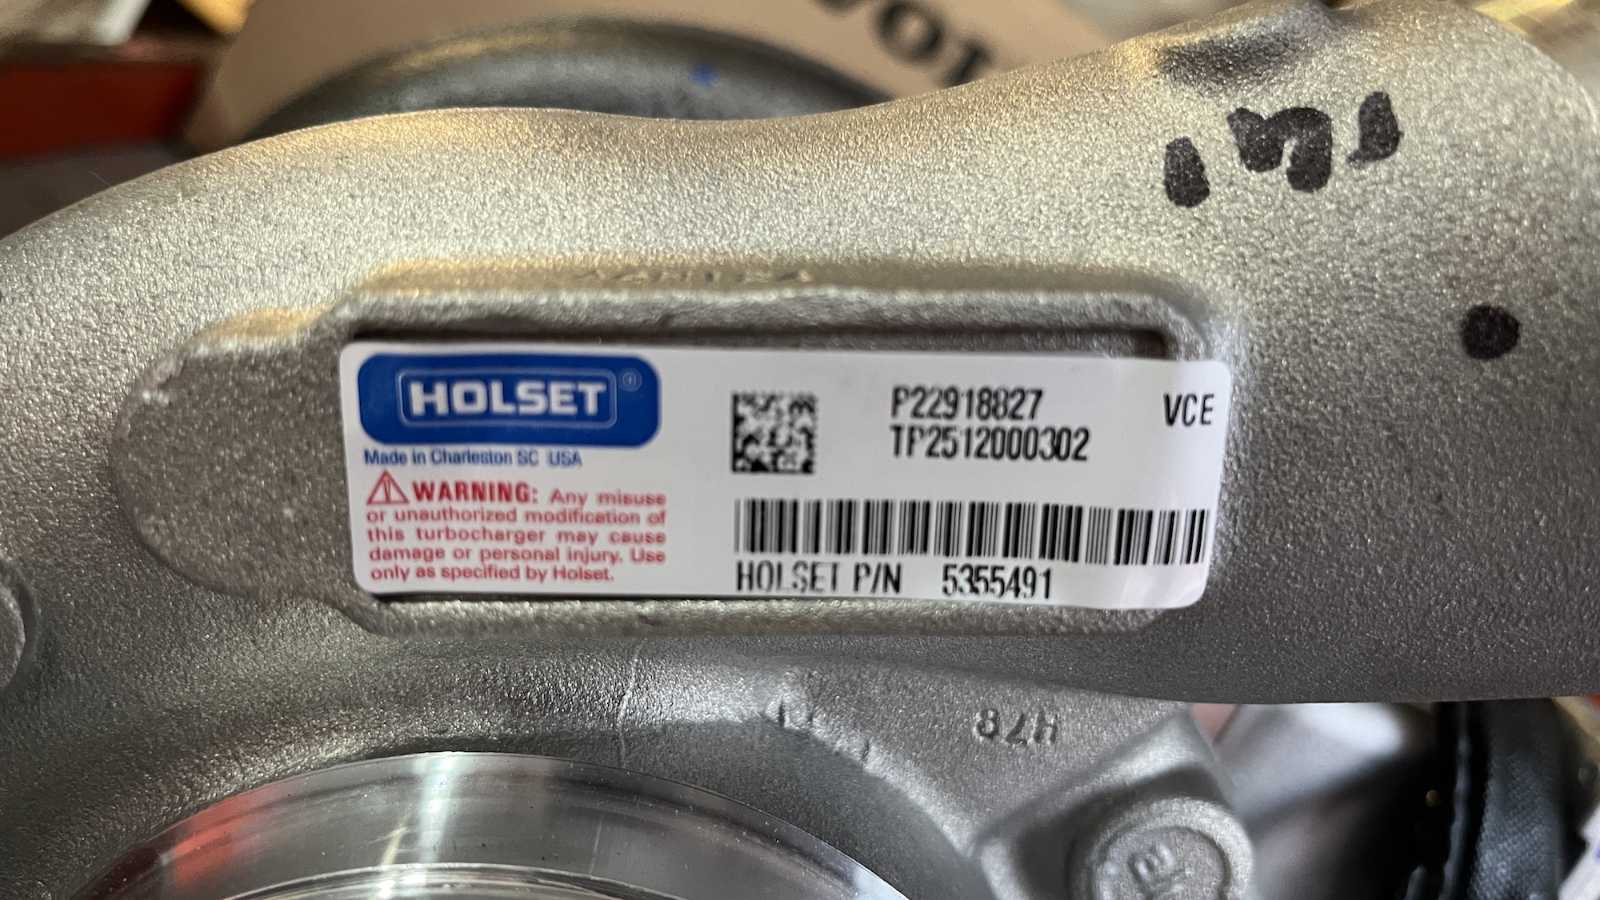 HOLSET®
Made in Charleston SC USA
WARNING: Any misuse
or unauthorized modification of
this turbocharger may cause
damage or personal injury. Use
only as specified by Holset.
P22918827
TP2512000302
VCE
HOLSET P/N 5355491
H78